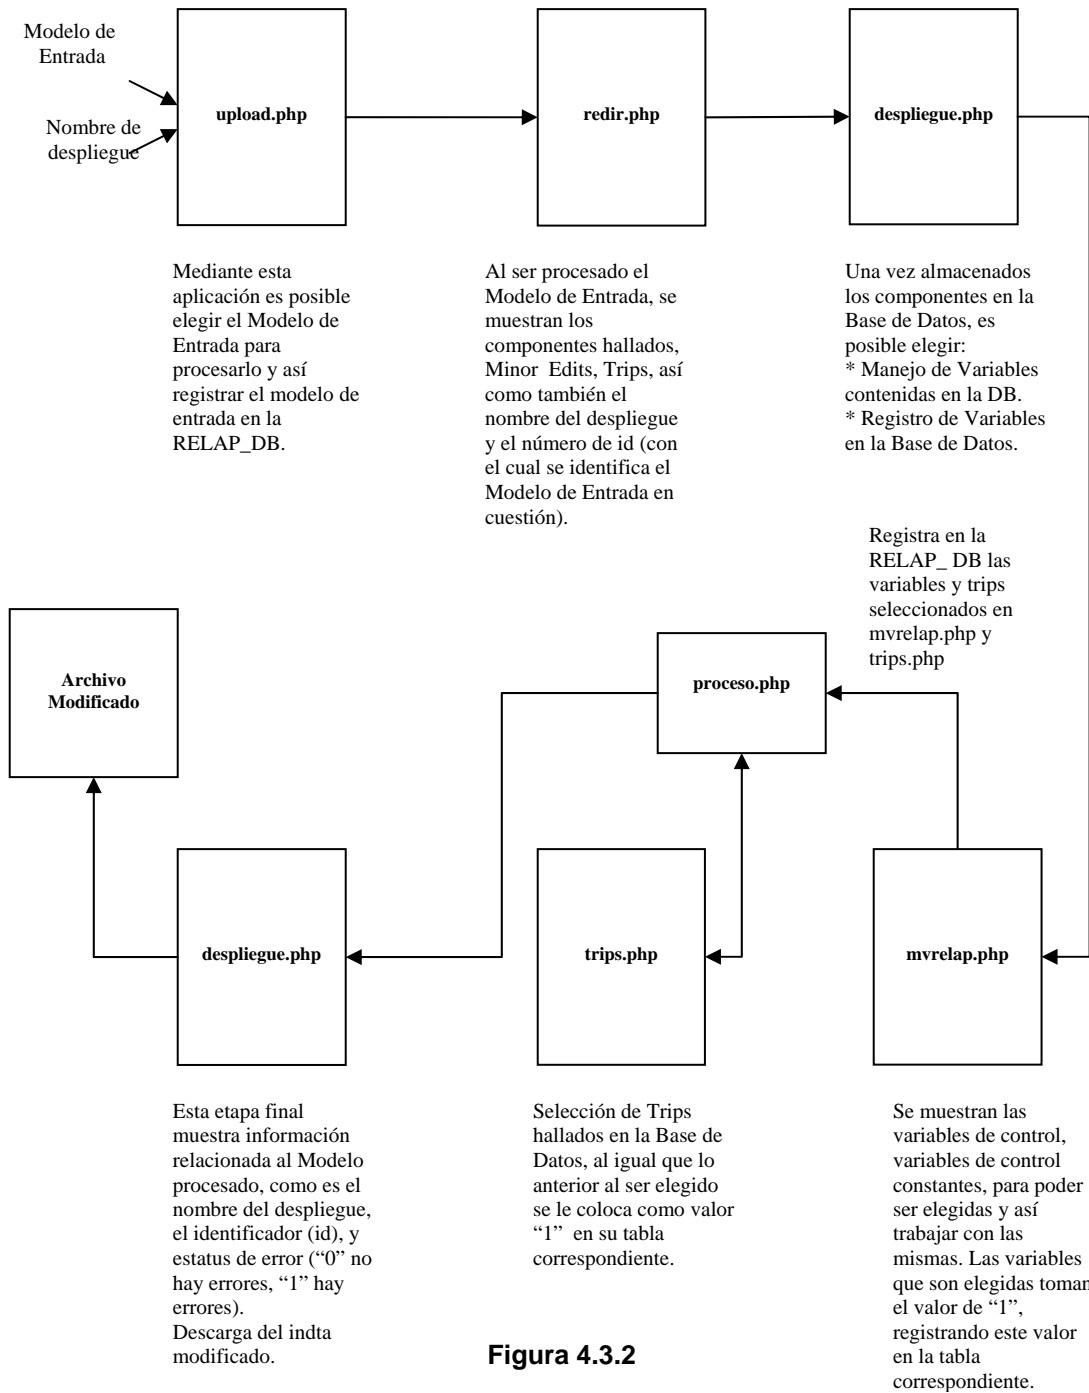 Modelo de
Entrada
Nombre de
despliegue
upload.php
redir.php
despliegue.php
Mediante esta
aplicación es posible
elegir el Modelo de
Entrada para
procesarlo y así
registrar el modelo de
entrada en la
RELAP_DB.
Al ser procesado el
Modelo de Entrada, se
muestran los
componentes hallados,
Minor Edits, Trips, así
como también el
nombre del despliegue
y el número de id (con
el cual se identifica el
Modelo de Entrada en
cuestión).
Una vez almacenados
los componentes en la
Base de Datos, es
posible elegir:
* Manejo de Variables
contenidas en la DB.
* Registro de Variables
en la Base de Datos.
Registra en la
RELAP_ DB las
variables y trips
seleccionados en
mvrelap.php y
trips.php
Archivo
Modificado
proceso.php
despliegue.php
trips.php
mvrelap.php
Esta etapa final
muestra información
relacionada al Modelo
procesado, como es el
nombre del despliegue,
el identificador (id), y
estatus de error (“0” no
hay errores, “1” hay
errores).
Descarga del indta
modificado.
Selección de Trips
hallados en la Base de
Datos, al igual que lo
anterior al ser elegido
se le coloca como valor
“1” en su tabla
correspondiente.
Se muestran las
variables de control,
variables de control
constantes, para poder
ser elegidas y así
trabajar con las
mismas. Las variables
que son elegidas toman
el valor de “1”,
registrando este valor
en la tabla
correspondiente.
Figura 4.3.2